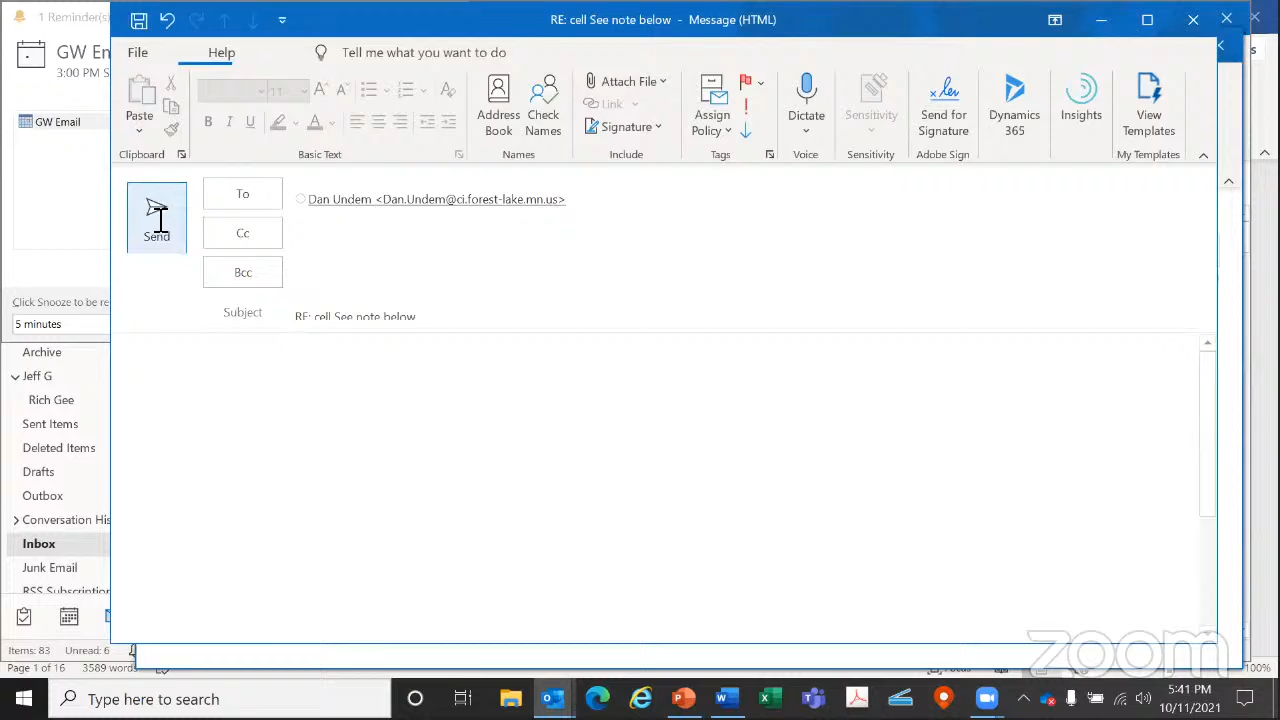 1 Reminder(s)
RE: cell See note below - Message (HTML)
GW Em
3:00 PM S
File Help Tell me what you want to do
Paste
11
B I U
Address Book
Check Names
Attach File
Link
Signature
Assign Policy
Dictate
Sensitivity
Send for Signature
Dynamics 365
Insights
View Templates
Clipboard Basic Text Names Include Tags Voice Sensitivity Adobe Sign My Templates
GW Email
Send
To Dan Undem <Dan.Undem@ci.forest-lake.mn.us>
Cc
Bcc
Subject RE: cell See note below
Click Snooze to be re
5 minutes
Archive
Jeff G
Rich Gee
Sent Items
Deleted Items
Drafts
Outbox
Conversation His
Inbox
Junk Email
RSS Subscription
Items: 83 Unread: 6
Page 1 of 16 3589 words
Focus
100%
zoom
Type here to search
5:41 PM
10/11/2021